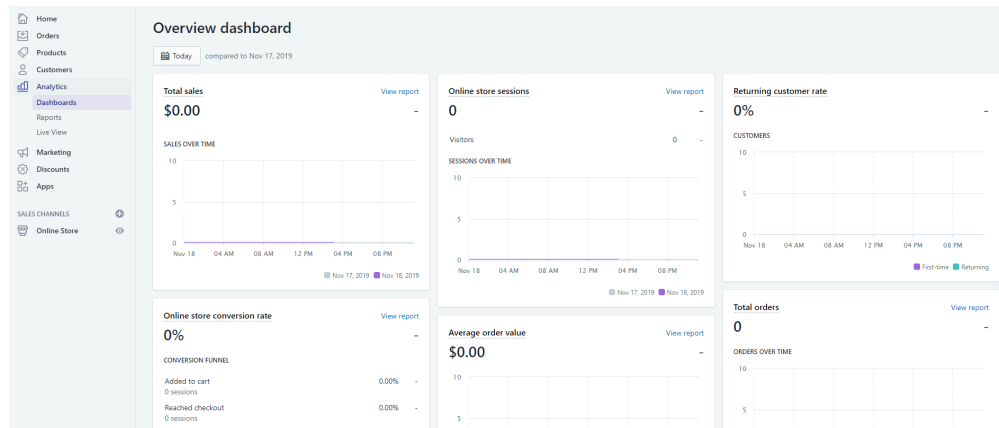 Home
Orders
Products
Customers
Analytics
Dashboards
Reports
Live View
Marketing
Discounts
Apps
SALES CHANNELS
Online Store
Overview dashboard
Today compared to Nov 17, 2019
Total sales View report
$0.00 -
SALES OVER TIME
10
5
0
Nov 18 04 AM 08 AM 12 PM 04 PM 08 PM
Nov 17, 2019 Nov 18, 2019
Online store sessions View report
0 -
Visitors 0 -
SESSIONS OVER TIME
10
5
0
Nov 18 04 AM 08 AM 12 PM 04 PM 08 PM
Nov 17, 2019 Nov 18, 2019
Returning customer rate
0% -
CUSTOMERS
10
5
0
Nov 18 04 AM 08 AM 12 PM 04 PM 08 PM
First-time Returning
Online store conversion rate View report
0% -
CONVERSION FUNNEL
Added to cart 0.00% -
0 sessions
Reached checkout 0.00% -
0 sessions
Average order value View report
$0.00 -
10
5
Total orders View report
0 -
ORDERS OVER TIME
10
5